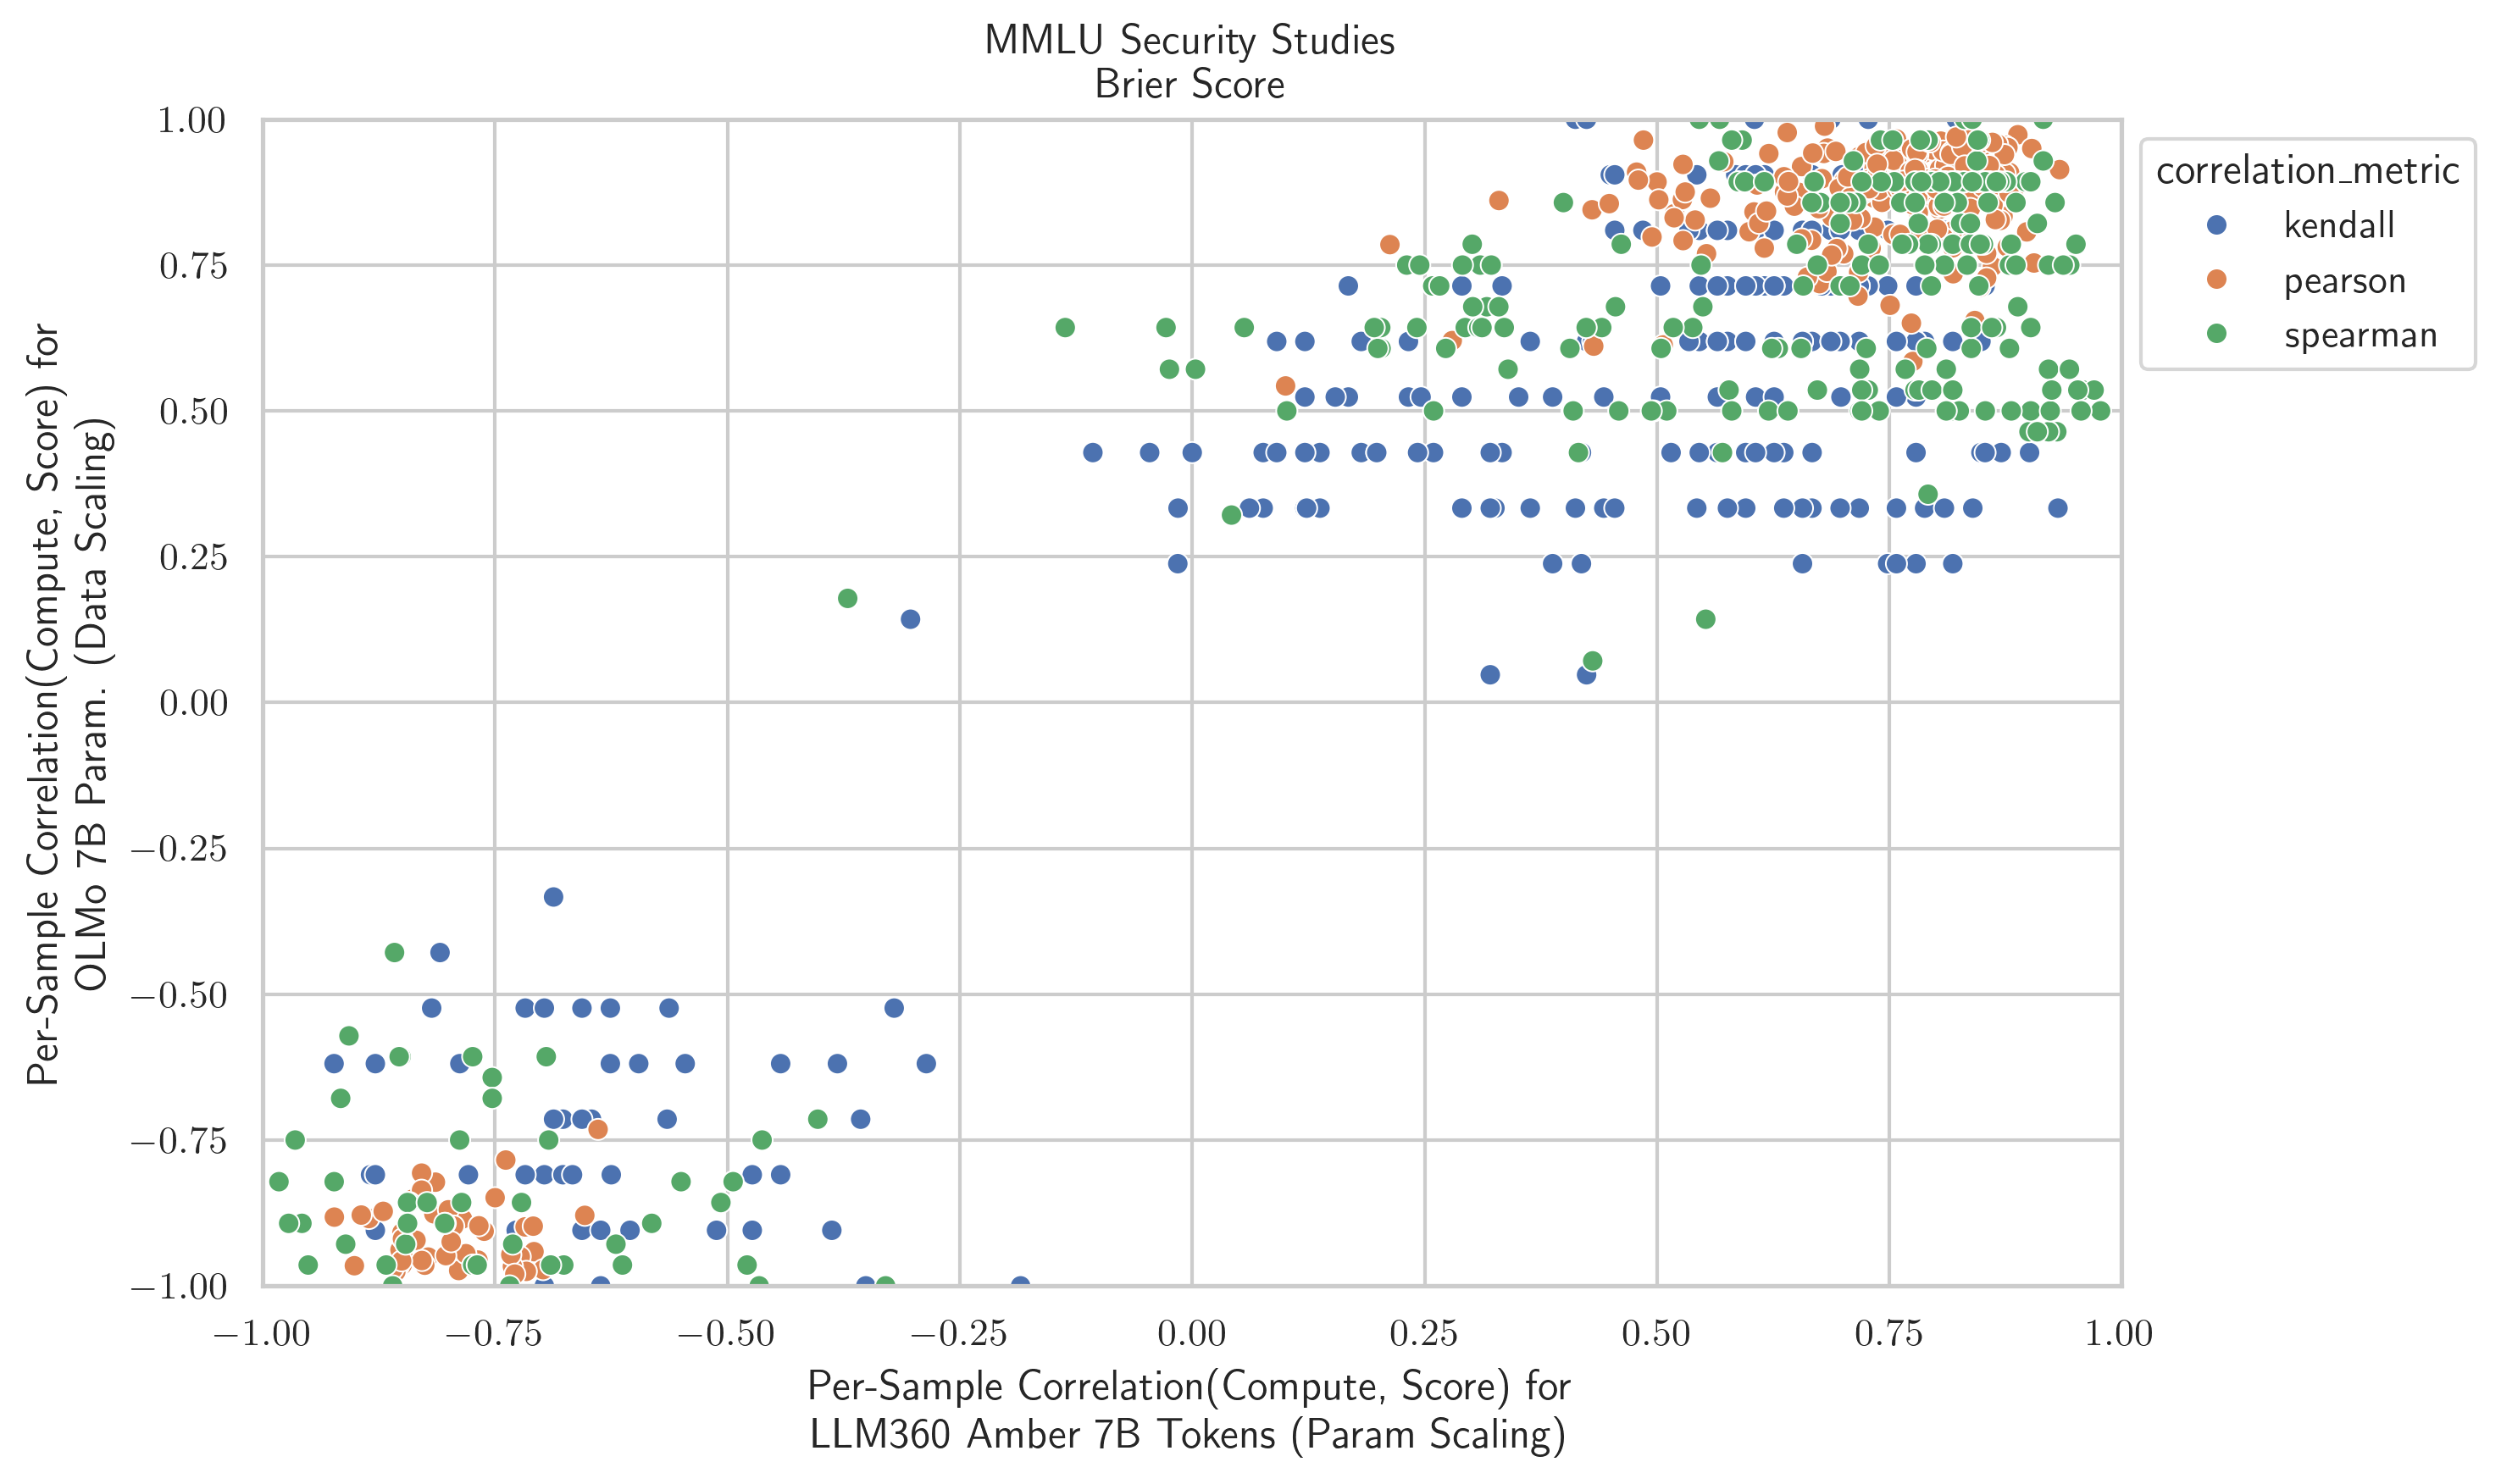 MMLU Security Studies
Brier Score
Per-Sample Correlation(Compute, Score) for
OLMo 7B Param. (Data Scaling)
1.00
0.75
0.50
0.25
0.00
−0.25
−0.50
−0.75
−1.00
−1.00 −0.75 −0.50 −0.25 0.00 0.25 0.50 0.75 1.00
Per-Sample Correlation(Compute, Score) for
LLM360 Amber 7B Tokens (Param Scaling)
correlation_metric
kendall
pearson
spearman